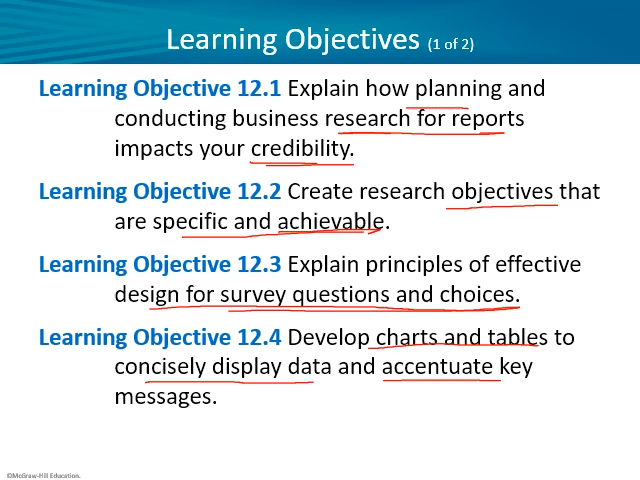 Learning Objectives (1 of 2)
Learning Objective 12.1 Explain how planning and
conducting business research for reports
impacts your credibility.
Learning Objective 12.2 Create research objectives that
are specific and achievable.
Learning Objective 12.3 Explain principles of effective
design for survey questions and choices.
Learning Objective 12.4 Develop charts and tables to
concisely display data and accentuate key
messages.
©McGraw-Hill Education.